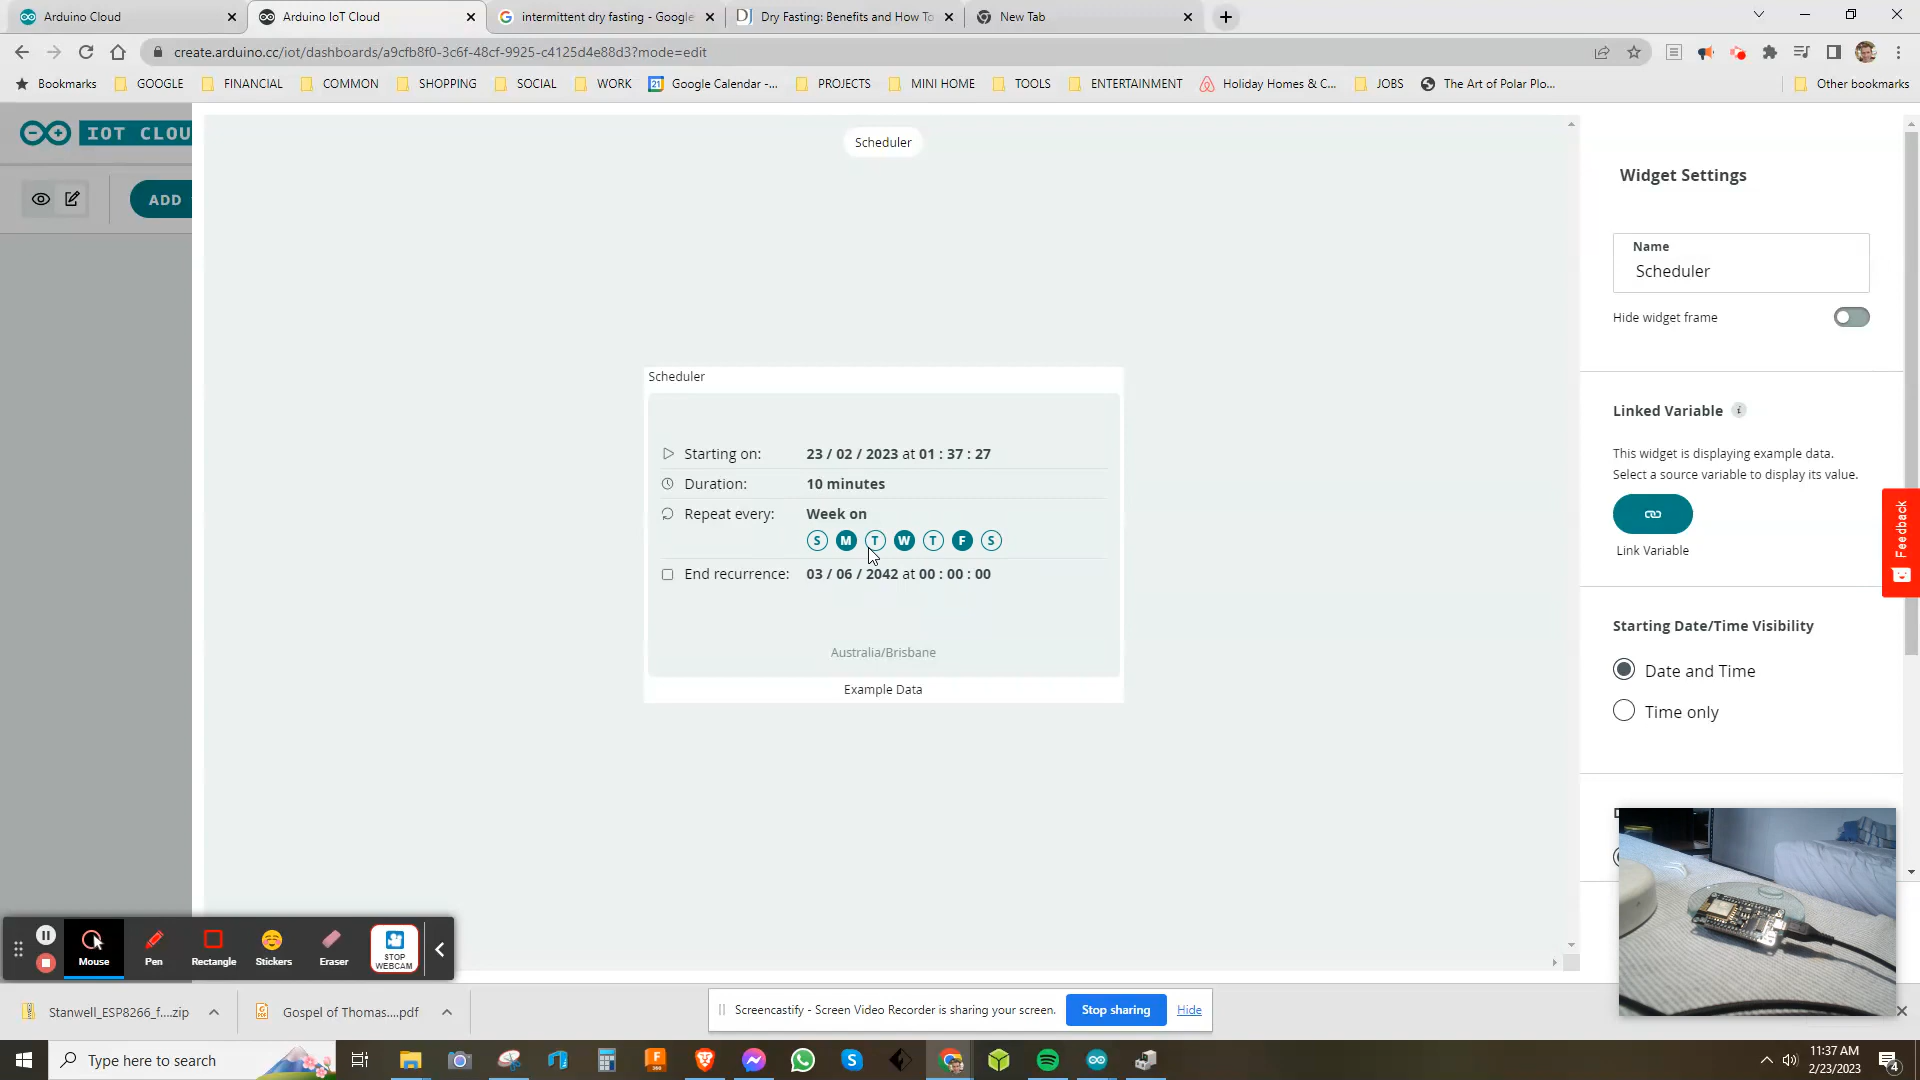 Arduino Cloud
Arduino IoT Cloud
intermittent dry fasting - Google
Dry Fasting: Benefits and How To
New Tab
create.arduino.cc/iot/dashboards/a9cfb8f0-3c6f-48cf-9925-c4125d4e88d3?mode=edit
Bookmarks
GOOGLE
FINANCIAL
COMMON
SHOPPING
SOCIAL
WORK
21
Google Calendar -...
PROJECTS
MINI HOME
TOOLS
ENTERTAINMENT
Holiday Homes & C...
JOBS
The Art of Polar Plo...
Other bookmarks
IOT CLOU
Scheduler
ADD
Widget Settings
Name
Scheduler
Hide widget frame
Scheduler
Starting on: 23 / 02 / 2023 at 01 : 37 : 27
Duration: 10 minutes
Repeat every: Week on
S M T W T F S
End recurrence: 03 / 06 / 2042 at 00 : 00 : 00
Australia/Brisbane
Example Data
Linked Variable i
This widget is displaying example data.
Select a source variable to display its value.
Link Variable
Feedback
Starting Date/Time Visibility
Date and Time
Time only
Mouse
Pen
Rectangle
Stickers
Eraser
STOP
WEBCAM
Stanwell_ESP8266_f....zip
Gospel of Thomas....pdf
Screencastify - Screen Video Recorder is sharing your screen.
Stop sharing
Hide
Type here to search
11:37 AM
2/23/2023
4